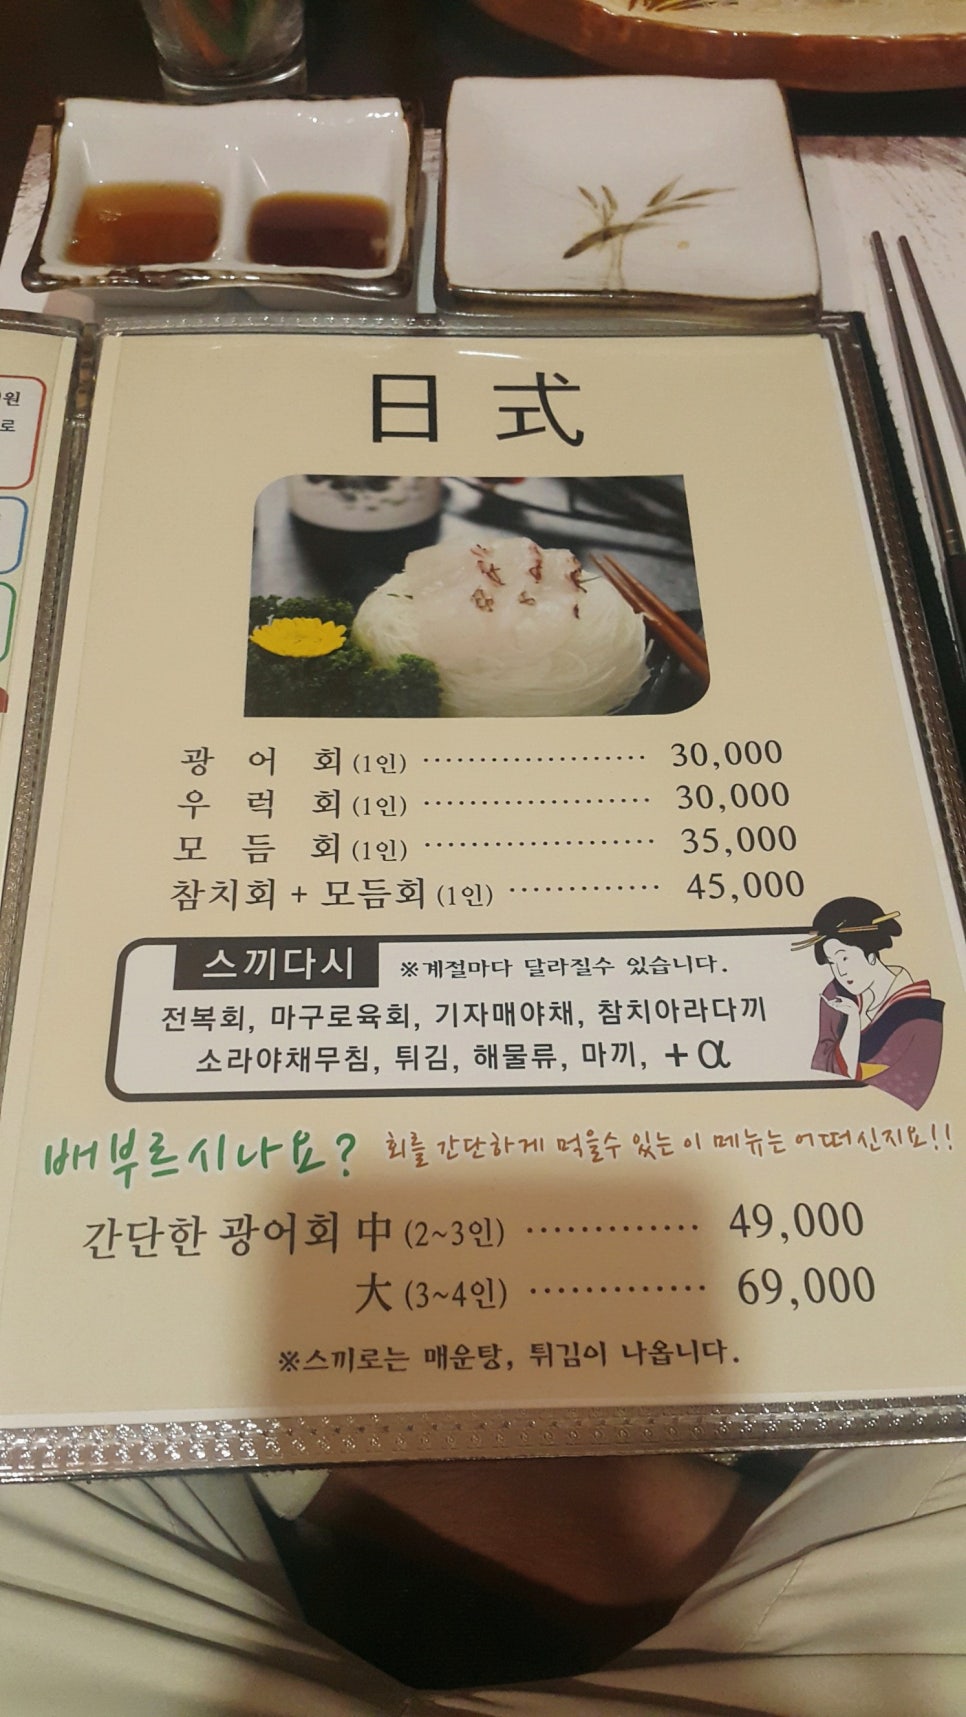 원
로
日 式
광 어 회 (1인) ···················· 30,000
우 럭 회 (1인) ···················· 30,000
모 듬 회 (1인) ···················· 35,000
참치회 + 모듬회 (1인) ·············· 45,000
스끼다시 ※계절마다 달라질수 있습니다.
전복회, 마구로육회, 기자매야채, 참치아라다끼
소라야채무침, 튀김, 해물류, 마끼, +α
배부르시나요? 회를 간단하게 먹을수 있는 이 메뉴는 어떠신지요!!
간단한 광어회 中 (2~3인) ············· 49,000
大 (3~4인) ············· 69,000
※스끼로는 매운탕, 튀김이 나옵니다.